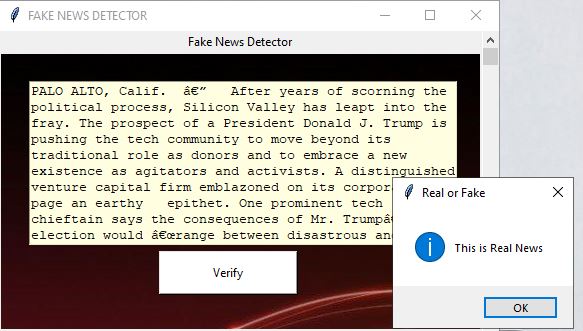 FAKE NEWS DETECTOR
Fake News Detector
PALO ALTO, Calif. â€” After years of scorning the
political process, Silicon Valley has leapt into the
fray. The prospect of a President Donald J. Trump is
pushing the tech community to move beyond its
traditional role as donors and to embrace a new
existence as agitators and activists. A distinguished
venture capital firm emblazoned on its
page an earthy epithet. One prominent tech
chieftain says the consequences of Mr.
election would â€œrange between disastrous
Verify
Real or Fake
This is Real News
OK